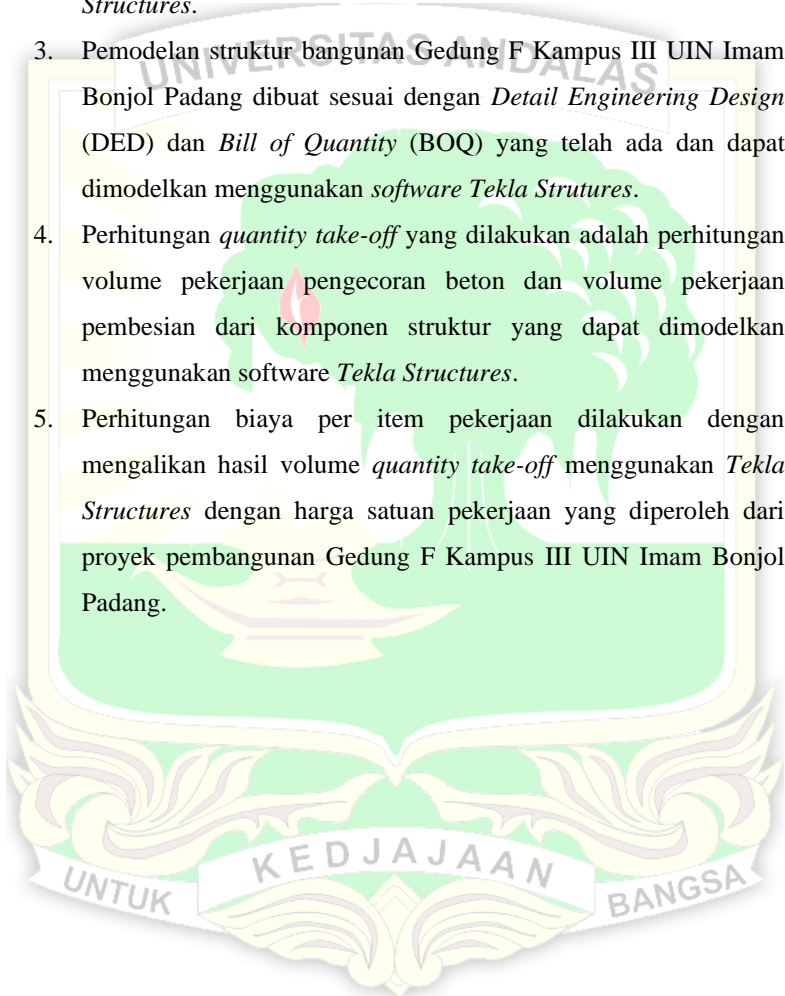 Structures.
UNIVERSITAS ANDALAS
3. Pemodelan struktur bangunan Gedung F Kampus III UIN Imam
Bonjol Padang dibuat sesuai dengan Detail Engineering Design
(DED) dan Bill of Quantity (BOQ) yang telah ada dan dapat
dimodelkan menggunakan software Tekla Strutures.
4. Perhitungan quantity take-off yang dilakukan adalah perhitungan
volume pekerjaan pengecoran beton dan volume pekerjaan
pembesian dari komponen struktur yang dapat dimodelkan
menggunakan software Tekla Structures.
5. Perhitungan biaya per item pekerjaan dilakukan dengan
mengalikan hasil volume quantity take-off menggunakan Tekla
Structures dengan harga satuan pekerjaan yang diperoleh dari
proyek pembangunan Gedung F Kampus III UIN Imam Bonjol
Padang.
UNTUK KEDJAJAAN BANGSA